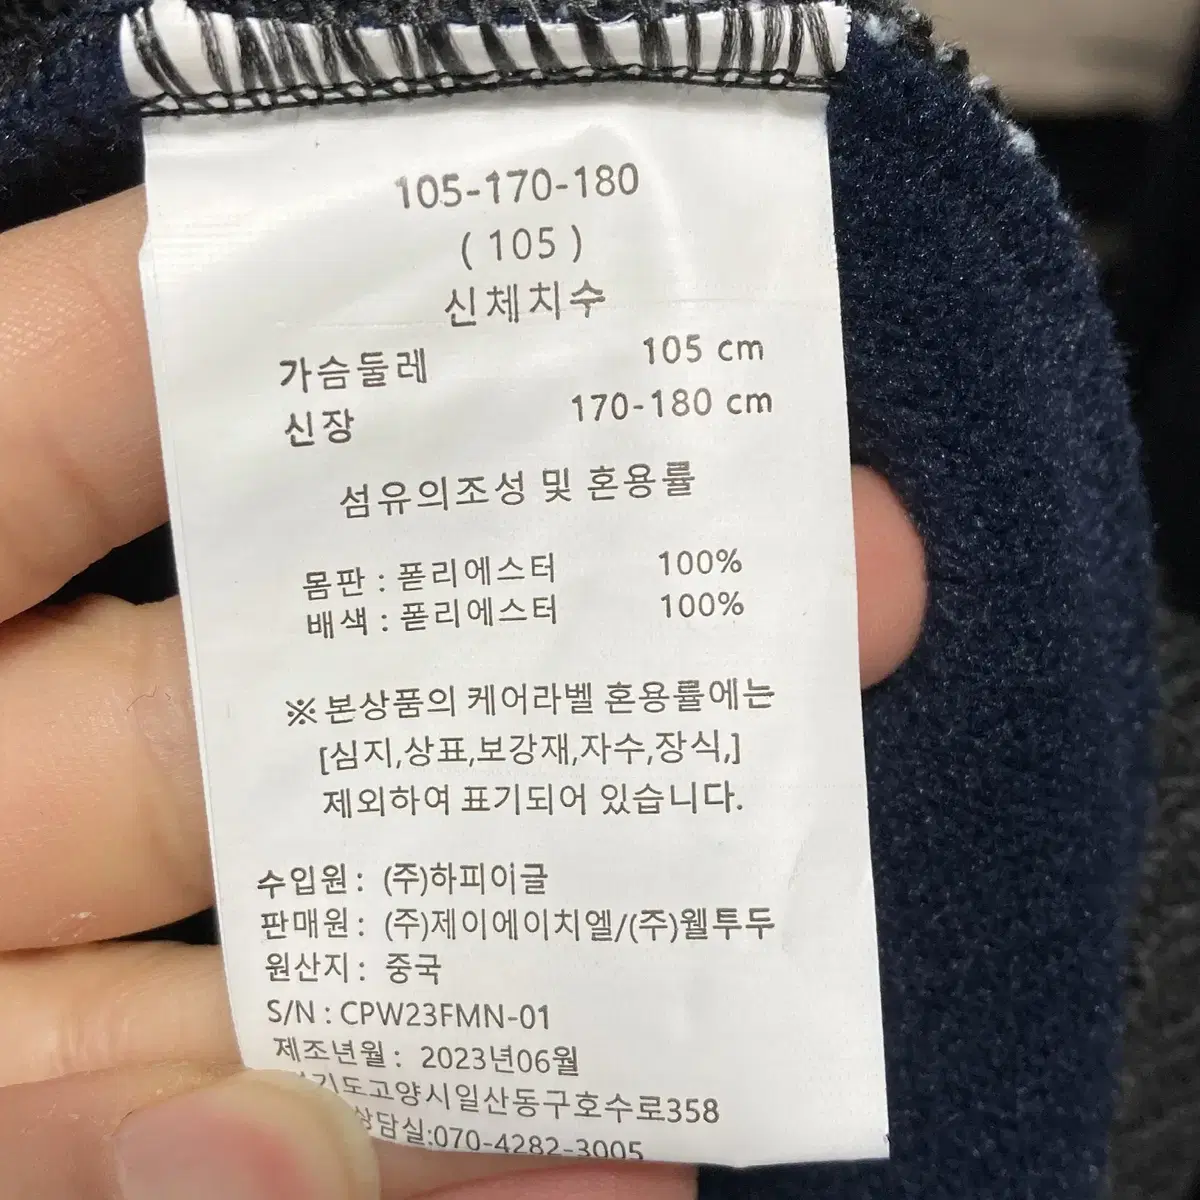 105-170-180
( 105 )
신체치수
가슴둘레 105 cm
신장 170-180 cm
섬유의조성 및 혼용률
몸판 : 폴리에스터 100%
배색 : 폴리에스터 100%
※ 본상품의 케어라벨 혼용률에는
[심지,상표,보강재,자수,장식,]
제외하여 표기되어 있습니다.
수입원 : (주)하피이글
판매원 : (주)제이에이치엘/(주)웰투두
원산지 : 중국
S/N : CPW23FMN-01
제조년월 : 2023년06월
기도고양시일산동구호수로358
상담실:070-4282-3005